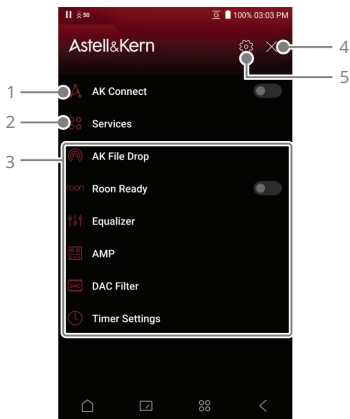 50 100% 03:03 PM
Astell&Kern
4
5
1 AK Connect
2 Services
3 AK File Drop
roon Roon Ready
Equalizer
AMP
DAC DAC Filter
Timer Settings